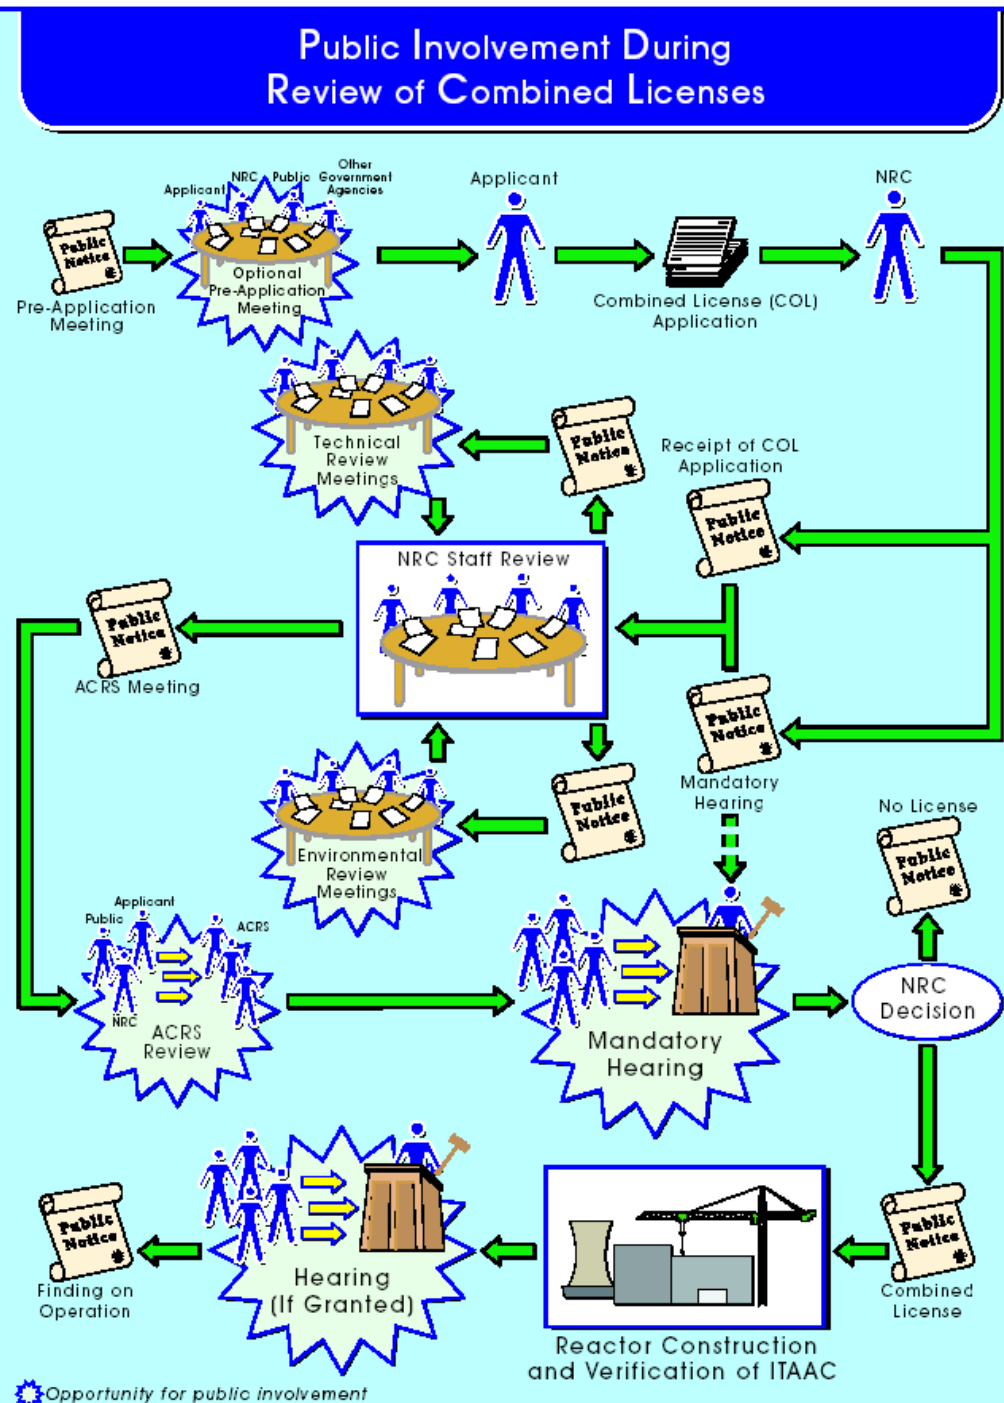 Public Involvement During
Review of Combined Licenses
Other
NRC Public Government
Applicant Agencies
Applicant
NRC
Public
Notice
Pre-Application
Meeting
Optional
Pre-Application
Meeting
Combined License (COL)
Application
Technical
Review
Meetings
Public
Notice
Receipt of COL
Application
Public
Notice
NRC Staff Review
Public
Notice
ACRS Meeting
Public
Notice
Mandatory
Hearing
Environmental
Review
Meetings
Public
Notice
No License
Public
Notice
Applicant
Public
ACRS
NRC
ACRS
Review
Mandatory
Hearing
NRC
Decision
Public
Notice
Finding on
Operation
Hearing
(If Granted)
Reactor Construction
and Verification of ITAAC
Public
Notice
Combined
License
Opportunity for public involvement